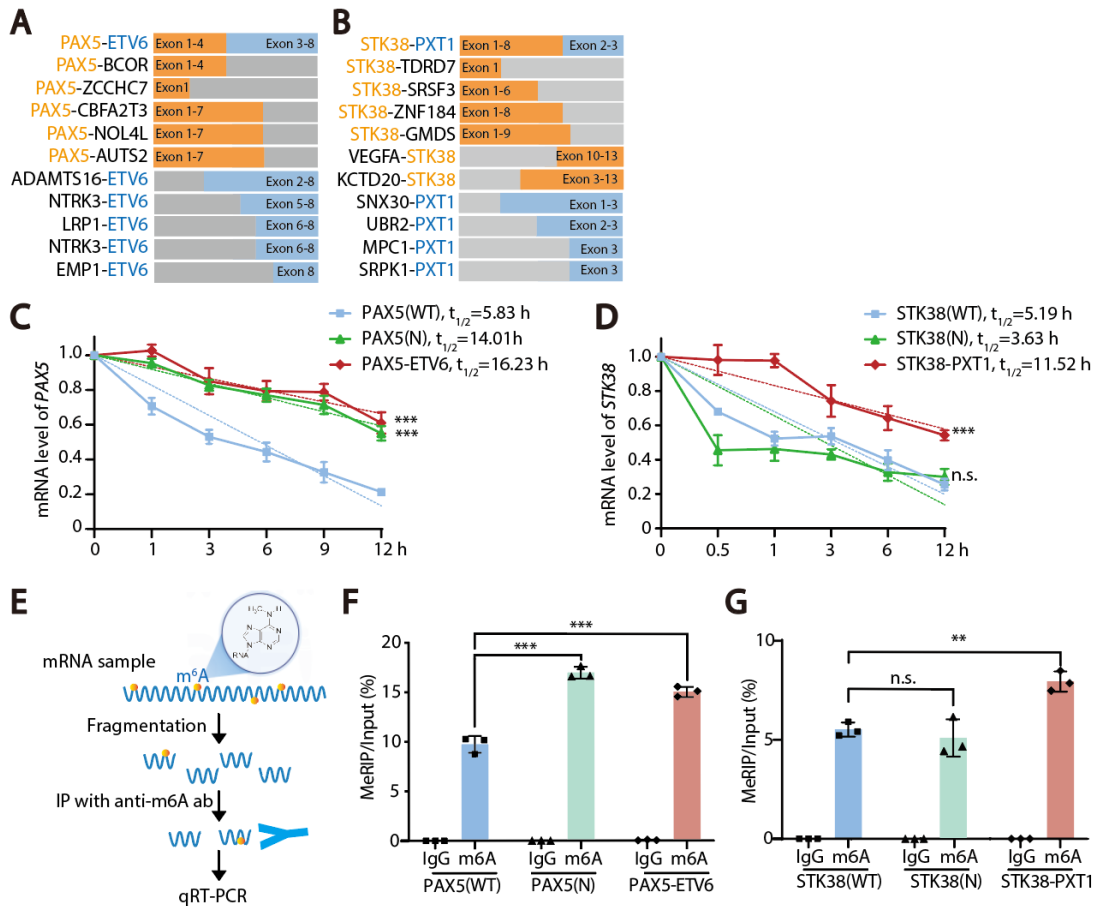 A
PAX5-ETV6 Exon 1-4 Exon 3-8
PAX5-BCOR Exon 1-4
PAX5-ZCCHC7 Exon1
PAX5-CBFA2T3 Exon 1-7
PAX5-NOL4L Exon 1-7
PAX5-AUTS2 Exon 1-7
ADAMTS16-ETV6 Exon 2-8
NTRK3-ETV6 Exon 5-8
LRP1-ETV6 Exon 6-8
NTRK3-ETV6 Exon 6-8
EMP1-ETV6 Exon 8
B
STK38-PXT1 Exon 1-8 Exon 2-3
STK38-TDRD7 Exon 1
STK38-SRSF3 Exon 1-6
STK38-ZNF184 Exon 1-8
STK38-GMDS Exon 1-9
VEGFA-STK38 Exon 10-13
KCTD20-STK38 Exon 3-13
SNX30-PXT1 Exon 1-3
UBR2-PXT1 Exon 2-3
MPC1-PXT1 Exon 3
SRPK1-PXT1 Exon 3
C
PAX5(WT), t1/2=5.83 h
PAX5(N), t1/2=14.01h
PAX5-ETV6, t1/2=16.23 h
mRNA level of PAX5
1.0
0.8
0.6
0.4
0.2
0
***
***
0 1 3 6 9 12 h
D
STK38(WT), t1/2=5.19 h
STK38(N), t1/2=3.63 h
STK38-PXT1, t1/2=11.52 h
mRNA level of STK38
1.0
0.8
0.6
0.4
0.2
0
***
n.s.
0 0.5 1 3 6 12 h
E
H3C N H
N N
N N
RNA
mRNA sample
m6A
Fragmentation
IP with anti-m6A ab
qRT-PCR
F
MeRIP/Input (%)
20
15
10
5
0
***
***
IgG m6A IgG m6A IgG m6A
PAX5(WT) PAX5(N) PAX5-ETV6
G
MeRIP/Input (%)
10
5
0
**
n.s.
IgG m6A IgG m6A IgG m6A
STK38(WT) STK38(N) STK38-PXT1